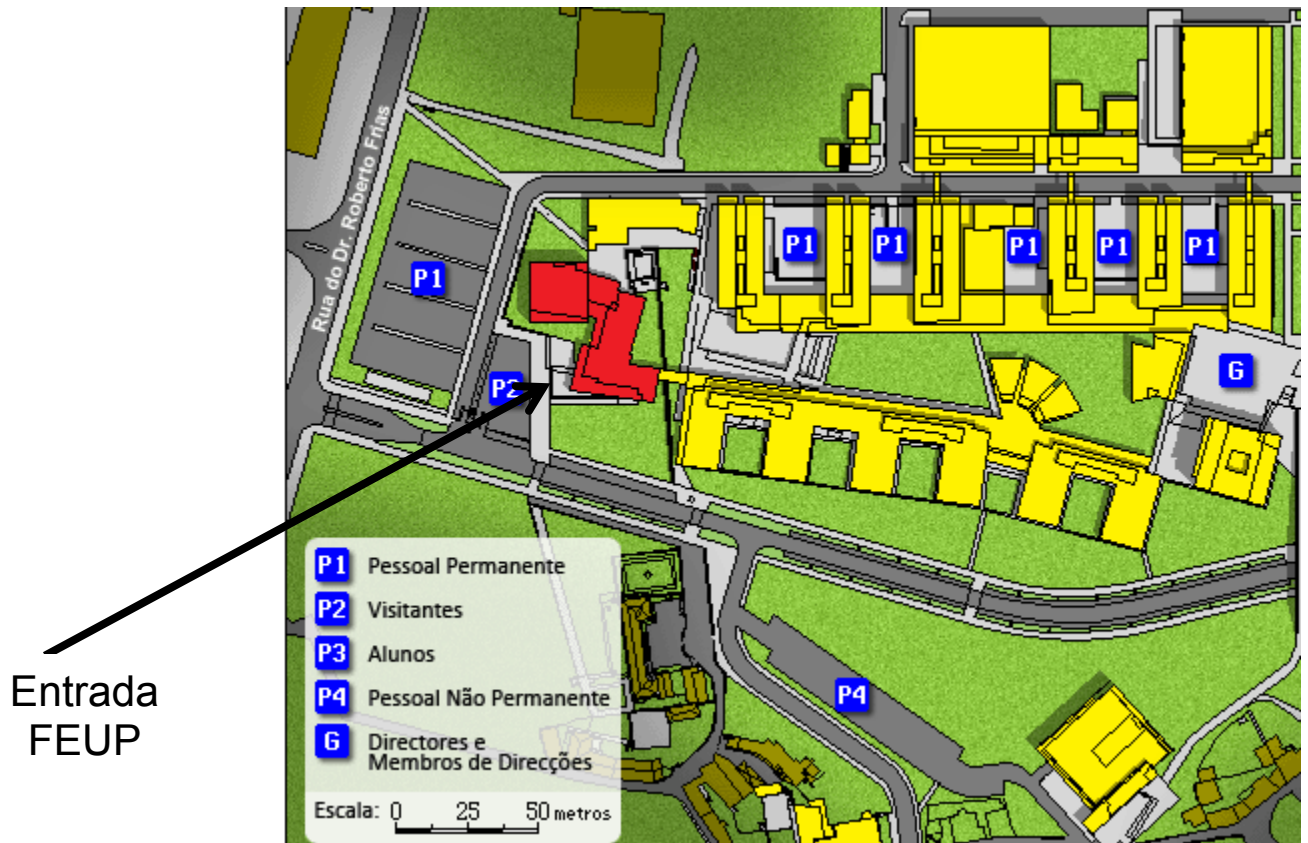 Rua do Dr. Roberto Frias
P1
P1
P1
P1
P1
P1
P2
G
P4
Entrada
FEUP
P1 Pessoal Permanente
P2 Visitantes
P3 Alunos
P4 Pessoal Não Permanente
G Directores e
Membros de Direcções
Escala: 0 25 50 metros